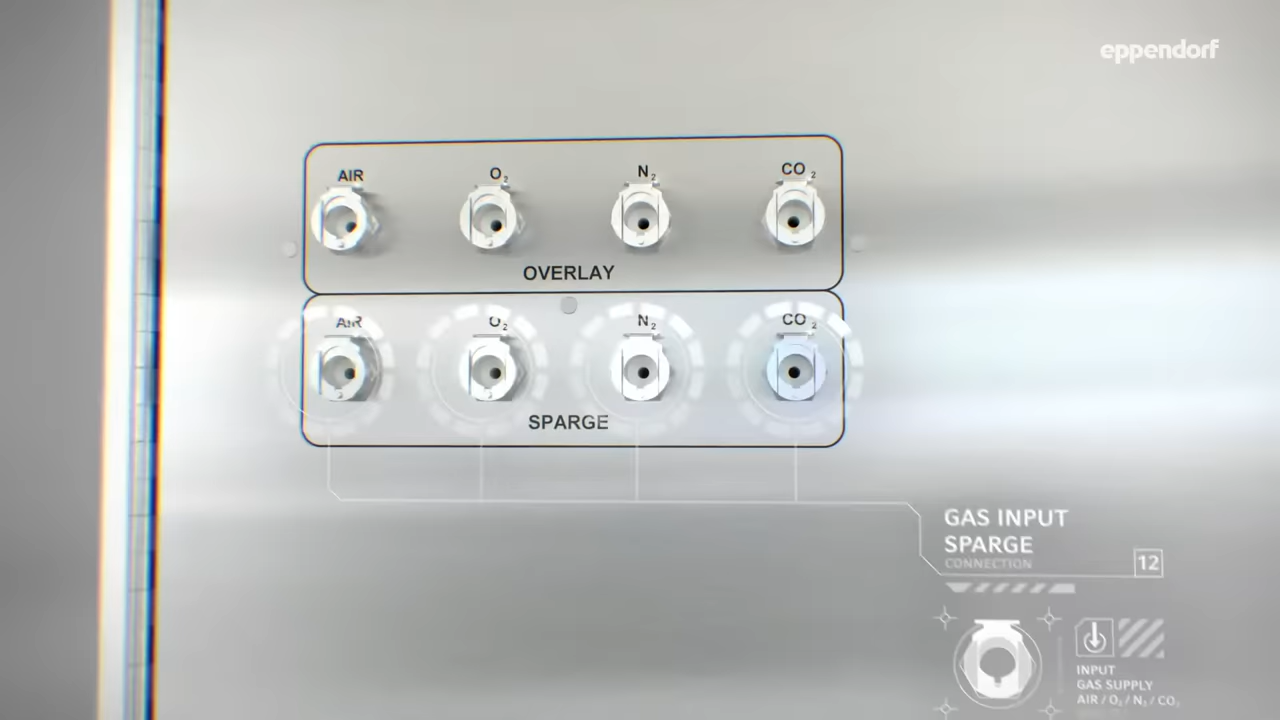 eppendorf
AIR O₂ N₂ CO₂
OVERLAY
AIR O₂ N₂ CO₂
SPARGE
GAS INPUT
SPARGE
CONNECTION
12
INPUT
GAS SUPPLY
AIR / O₂ / N₂ / CO₂